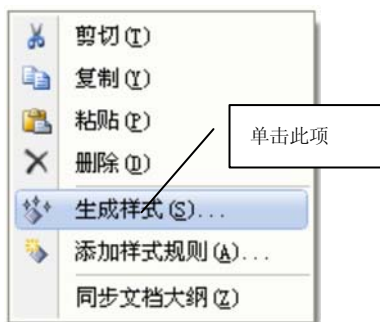 剪切(T)
复制(Y)
粘贴(P)
单击此项
删除(D)
生成样式(S)...
添加样式规则(A)...
同步文档大纲(Z)